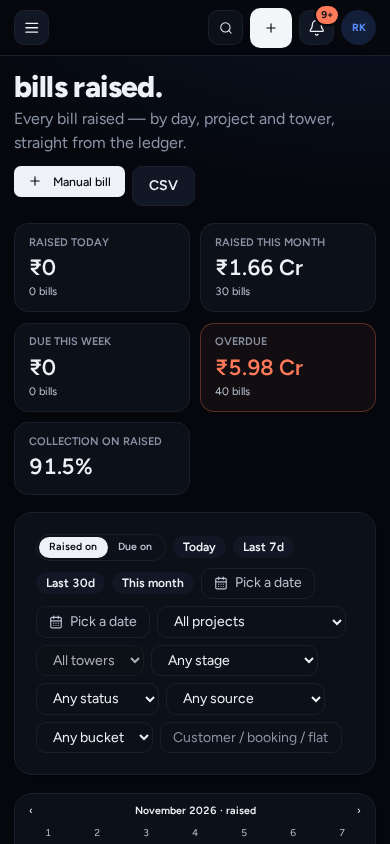 9+
RK
bills raised.
Every bill raised — by day, project and tower,
straight from the ledger.
+ Manual bill
CSV
RAISED TODAY
₹0
0 bills
RAISED THIS MONTH
₹1.66 Cr
30 bills
DUE THIS WEEK
₹0
0 bills
OVERDUE
₹5.98 Cr
40 bills
COLLECTION ON RAISED
91.5%
Raised on Due on Today Last 7d
Last 30d This month Pick a date
Pick a date All projects
All towers Any stage
Any status Any source
Any bucket Customer / booking / flat
‹ November 2026 · raised ›
1 2 3 4 5 6 7